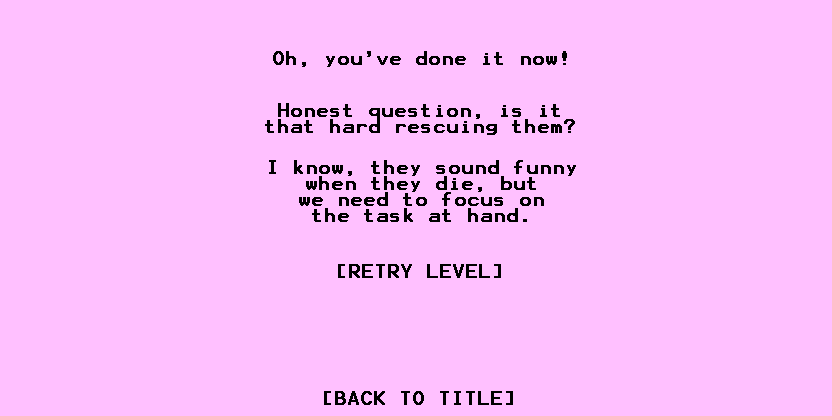 Oh, you've done it now!
Honest question, is it
that hard rescuing them?
I know, they sound funny
when they die, but
we need to focus on
the task at hand.
[RETRY LEVEL]
[BACK TO TITLE]